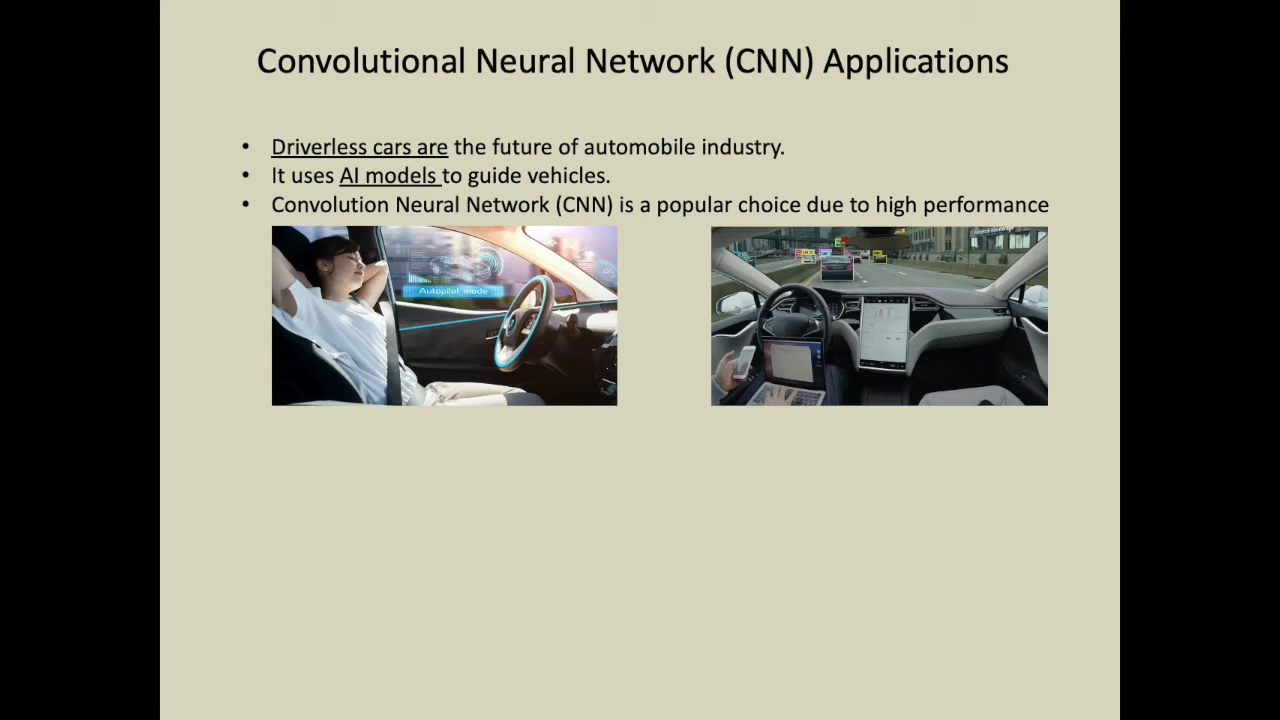 Convolutional Neural Network (CNN) Applications
• Driverless cars are the future of automobile industry.
• It uses AI models to guide vehicles.
• Convolution Neural Network (CNN) is a popular choice due to high performance
Autopilot mode